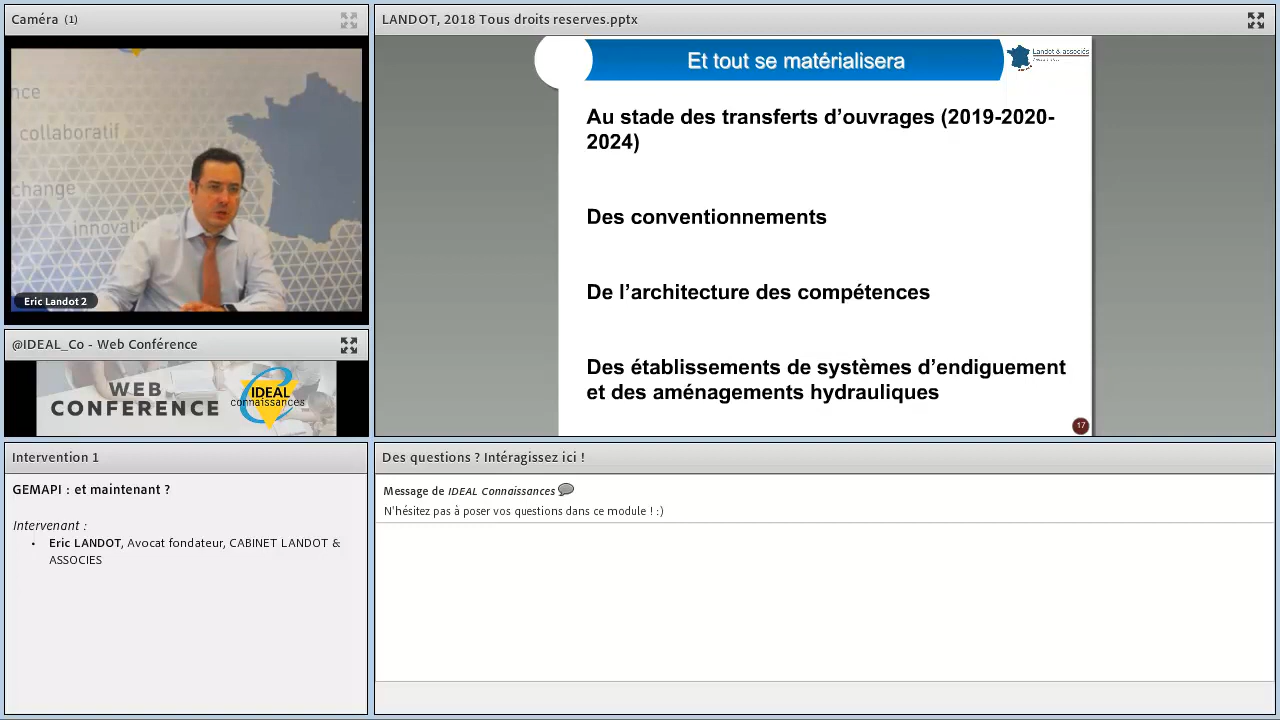 Caméra (1)
nce
collaboratif
change
innovati
Eric Landot 2
@IDEAL_Co - Web Conférence
WEB
CONFERENCE
IDEAL
connaissances
Intervention 1
GEMAPI : et maintenant ?
Intervenant :
• Eric LANDOT, Avocat fondateur, CABINET LANDOT &
ASSOCIES
LANDOT, 2018 Tous droits reserves.pptx
Et tout se matérialisera
Landot & associés
Au stade des transferts d’ouvrages (2019-2020-
2024)
Des conventionnements
De l’architecture des compétences
Des établissements de systèmes d’endiguement
et des aménagements hydrauliques
17
Des questions ? Intéragissez ici !
Message de IDEAL Connaissances
N'hésitez pas à poser vos questions dans ce module ! :)